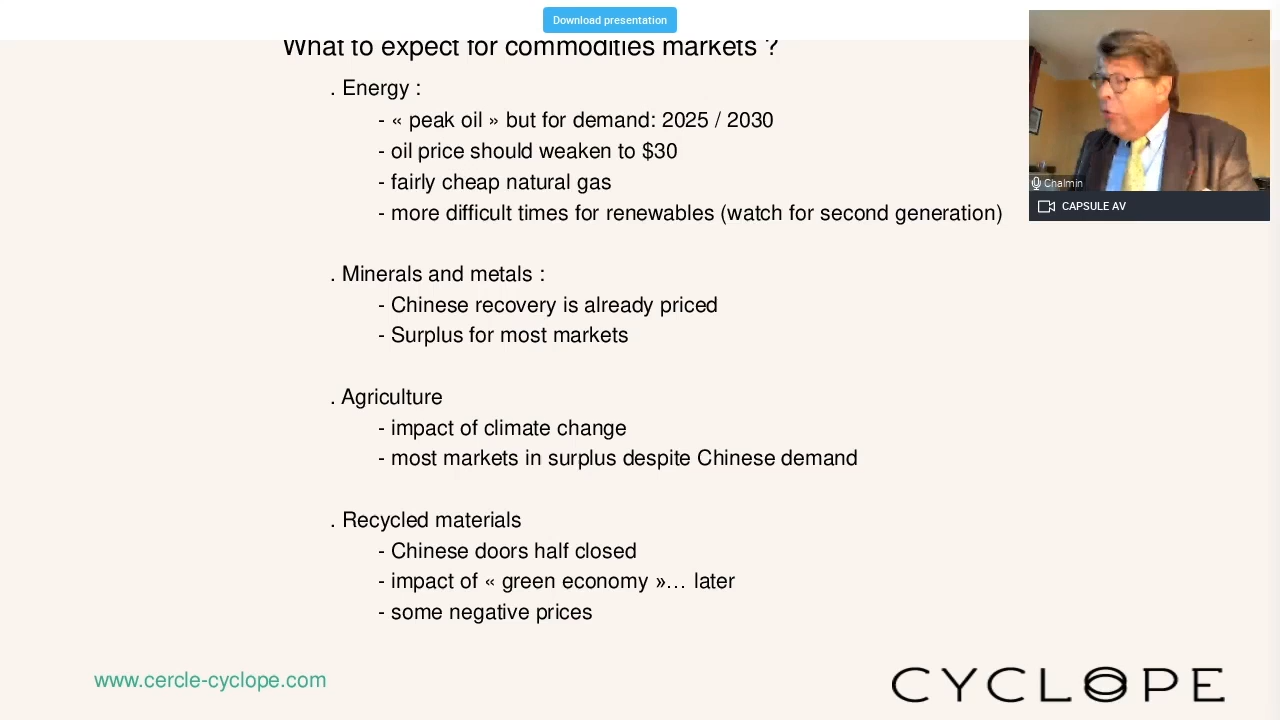 Download presentation
What to expect for commodities markets ?
. Energy :
- « peak oil » but for demand: 2025 / 2030
- oil price should weaken to $30
- fairly cheap natural gas
- more difficult times for renewables (watch for second generation)
Chalmin
CAPSULE AV
. Minerals and metals :
- Chinese recovery is already priced
- Surplus for most markets
. Agriculture
- impact of climate change
- most markets in surplus despite Chinese demand
. Recycled materials
- Chinese doors half closed
- impact of « green economy »… later
- some negative prices
www.cercle-cyclope.com
CYCLOPE